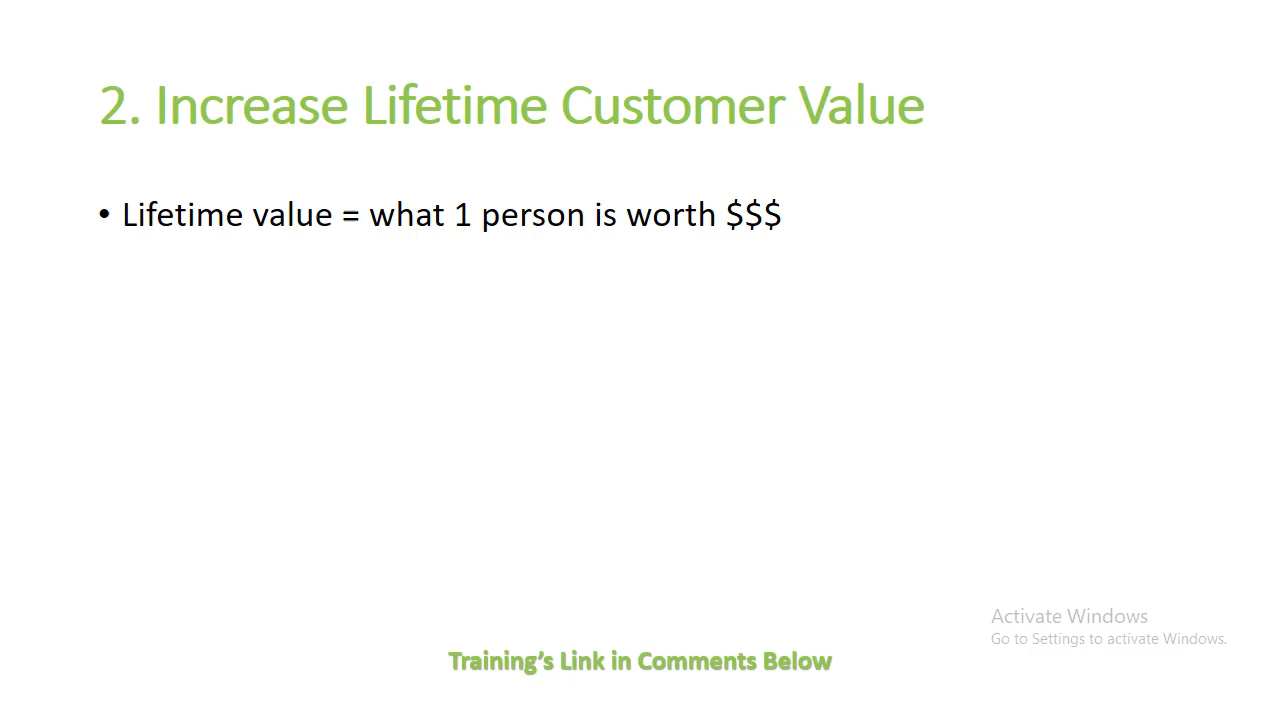 2. Increase Lifetime Customer Value
• Lifetime value = what 1 person is worth $$$
Activate Windows
Go to Settings to activate Windows.
Training’s Link in Comments Below